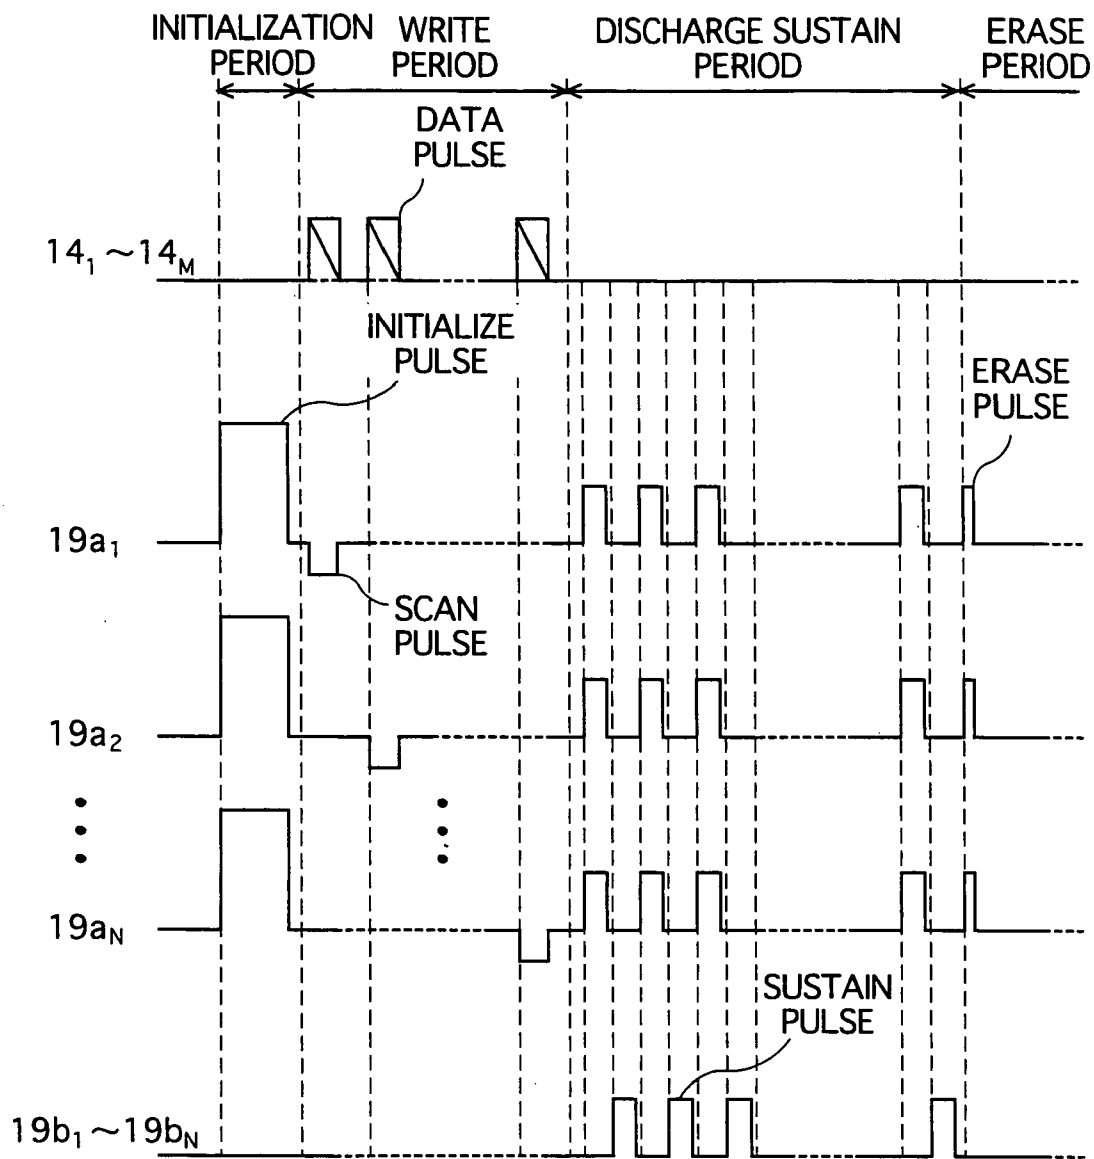 INITIALIZATION
PERIOD
WRITE
PERIOD
DISCHARGE SUSTAIN
PERIOD
ERASE
PERIOD
DATA
PULSE
14₁～14M
INITIALIZE
PULSE
ERASE
PULSE
19a₁
SCAN
PULSE
19a₂
19aN
SUSTAIN
PULSE
19b₁～19bN